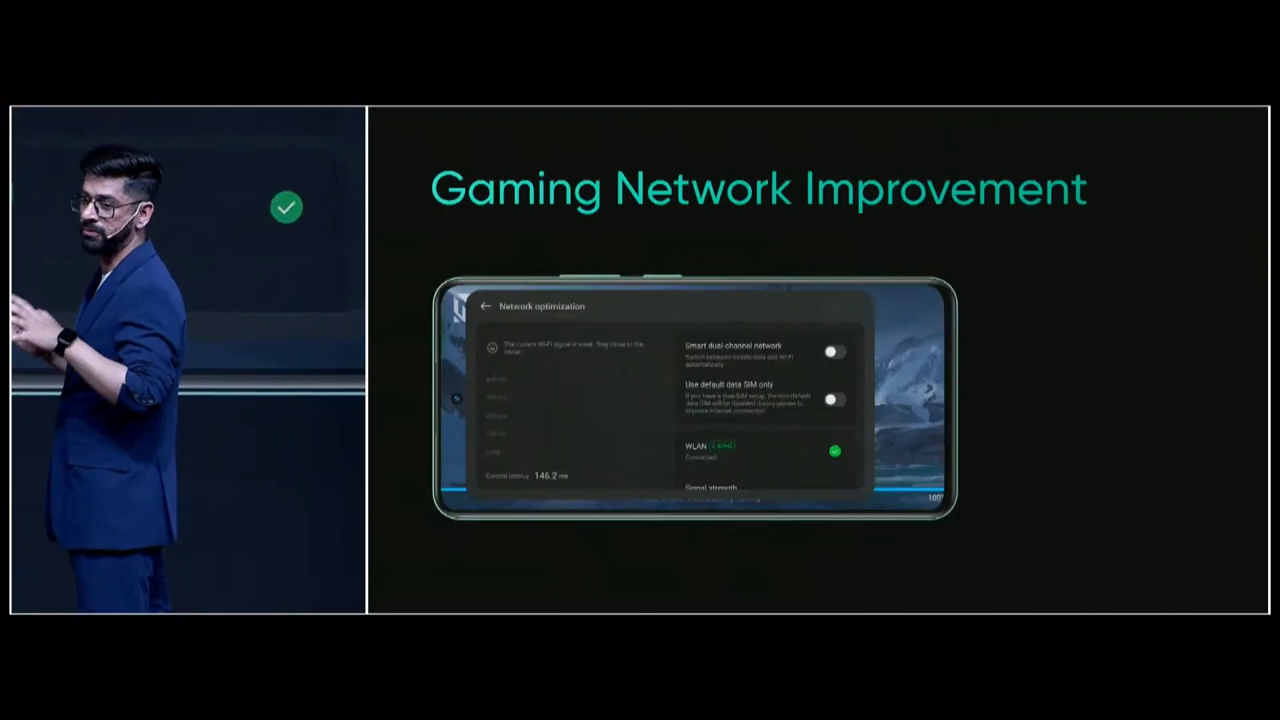 Gaming Network Improvement
Network optimization
The current Wi-Fi signal is weak. Stay close to the
router.
Current latency 146.2 ms
Smart dual-channel network
Switch between mobile data and Wi-Fi
automatically
Use default data SIM only
If you have a dual-SIM setup, the non-default
data SIM will be disabled during games to
improve internet connection
WLAN
Connected
Signal strength
100%